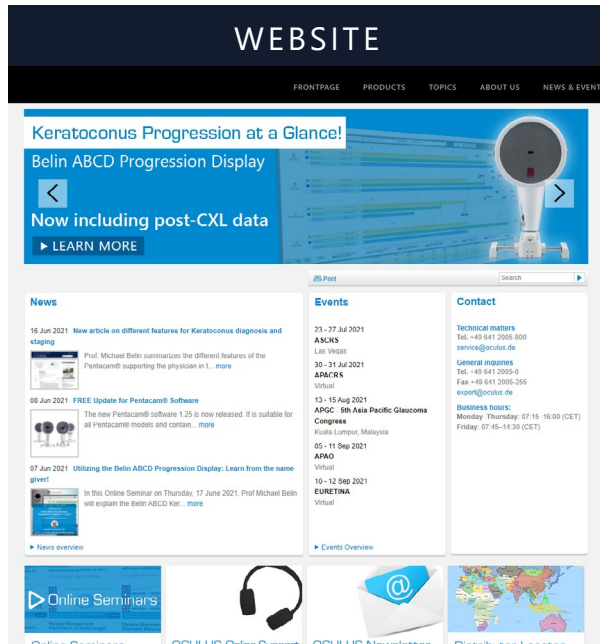 WEBSITE
FRONTPAGE PRODUCTS TOPICS ABOUT US NEWS & EVENT
Keratoconus Progression at a Glance!
Belin ABCD Progression Display
Now including post-CXL data
► LEARN MORE
Print
Search
News
16 Jun 2021 New article on different features for Keratoconus diagnosis and
staging
Prof. Michael Belin summarizes the different features of the
Pentacam® supporting the physician in t... more
08 Jun 2021 FREE Update for Pentacam® Software
The new Pentacam® software 1.25 is now released. It is suitable for
all Pentacam® models and contain... more
07 Jun 2021 Utilizing the Belin ABCD Progression Display: Learn from the name
giver!
In this Online Seminar on Thursday, 17 June 2021, Prof Michael Belin
will explain the Belin ABCD Ker... more
► News overview
Events
23 - 27 Jul 2021
ASCRS
Las Vegas
30 - 31 Jul 2021
APACRS
Virtual
13 - 15 Aug 2021
APGC 5th Asia Pacific Glaucoma
Congress
Kuala Lumpur, Malaysia
05 - 11 Sep 2021
APAO
Virtual
10 - 12 Sep 2021
EURETINA
Virtual
► Events Overview
Contact
Technical matters
Tel. +49 641 2005-800
service@oculus.de
General inquiries
Tel. +49 641 2005-0
Fax +49 641 2005-255
export@oculus.de
Business hours:
Monday Thursday: 07:15-16:00 (CET)
Friday: 07:45–14:30 (CET)
Online Seminars
@
Online Seminars
OCULUS Online Support
OCULUS Newsletter
Distributor Locator